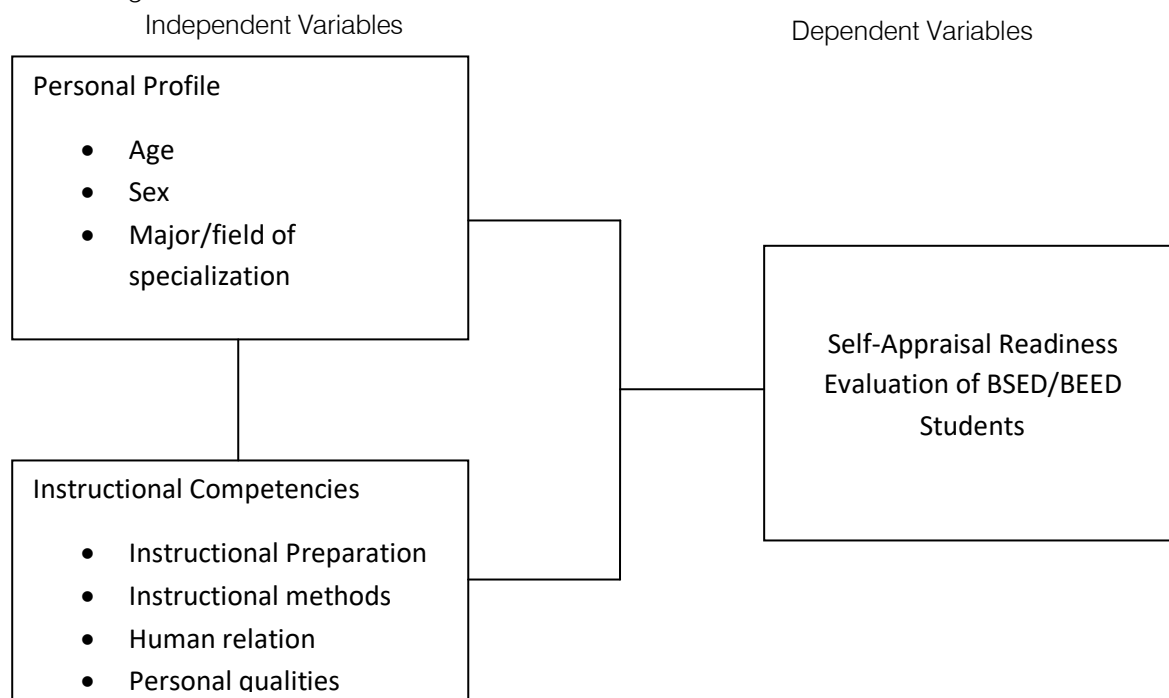 Independent Variables
Dependent Variables
Personal Profile
• Age
• Sex
• Major/field of
specialization
Self-Appraisal Readiness
Evaluation of BSED/BEED
Students
Instructional Competencies
• Instructional Preparation
• Instructional methods
• Human relation
• Personal qualities